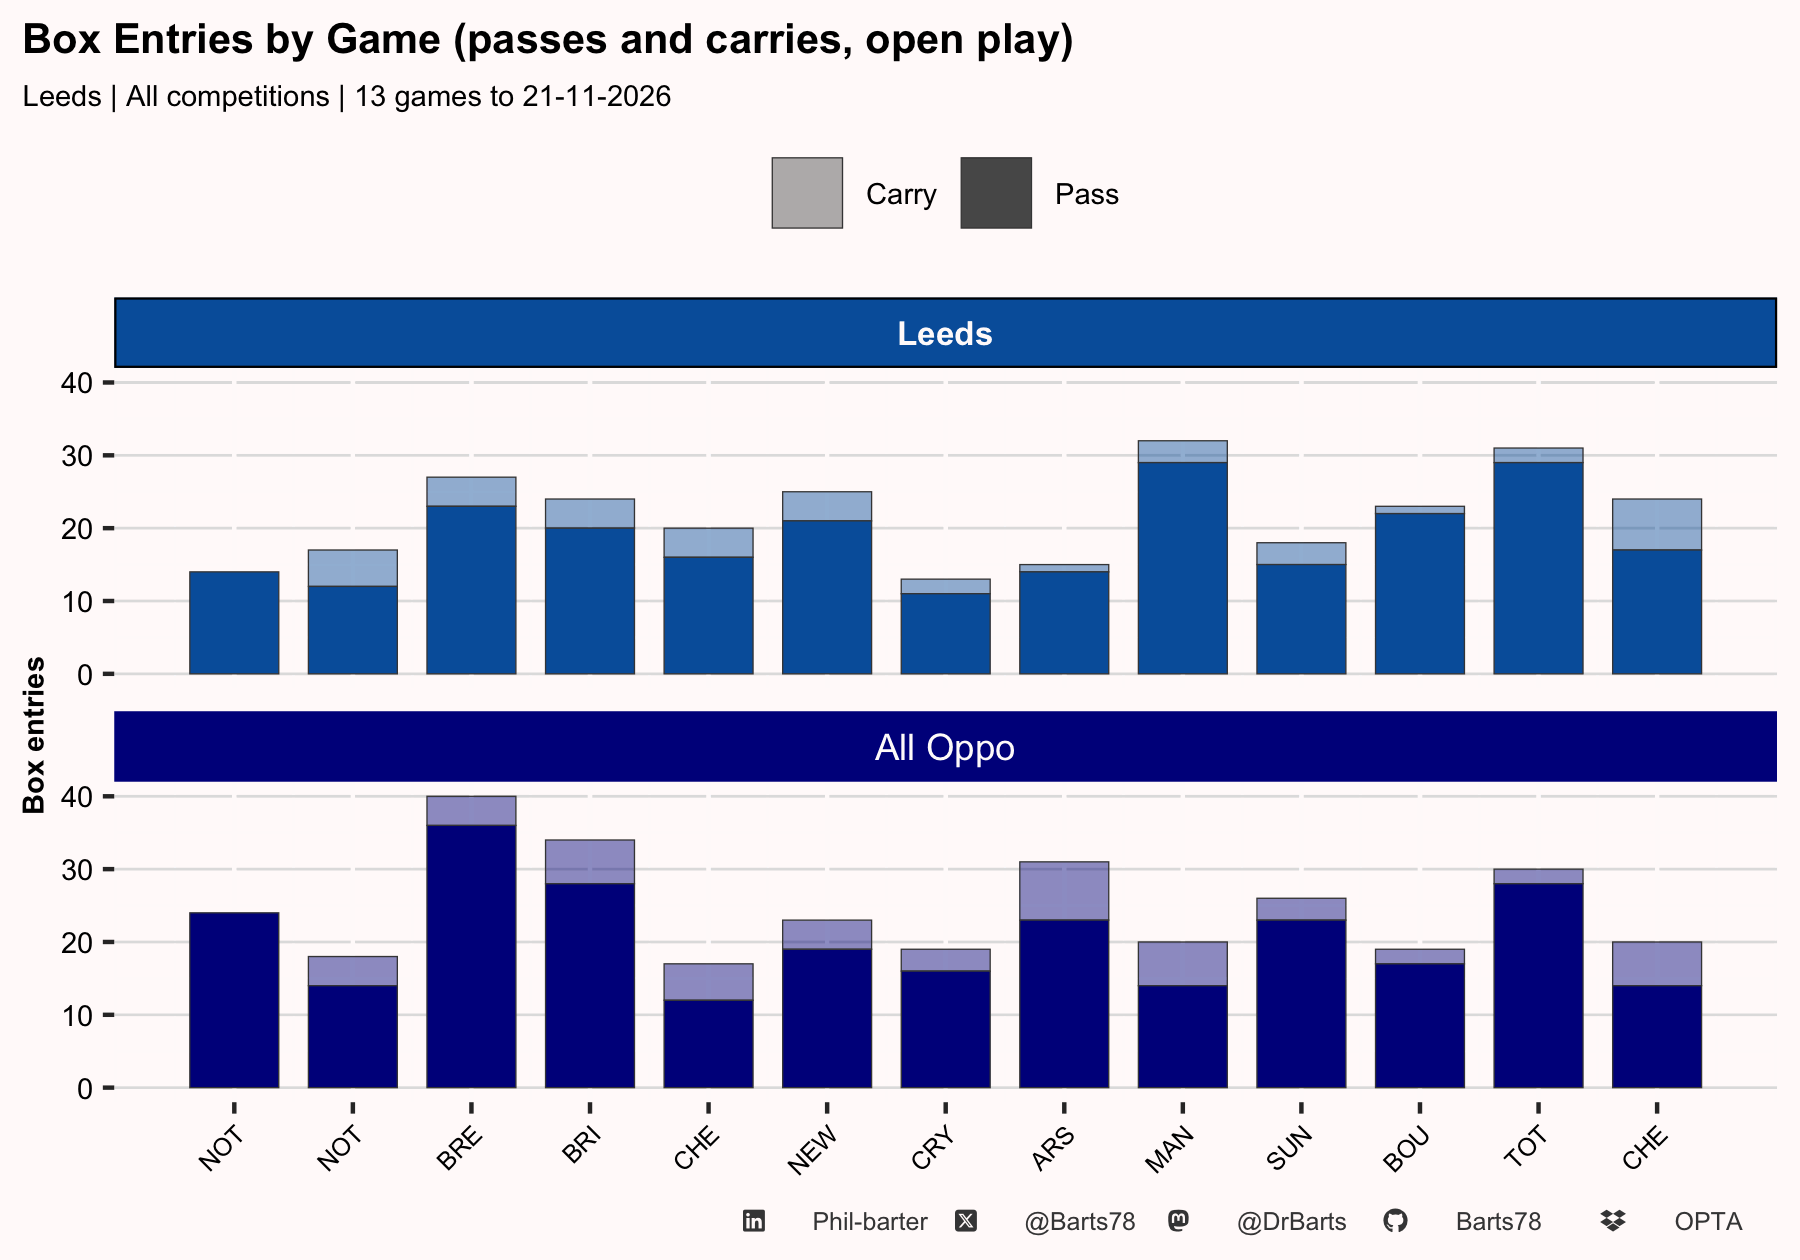 Box Entries by Game (passes and carries, open play)
Leeds | All competitions | 13 games to 21-11-2026
Carry Pass
Leeds
40
30
20
10
0
Box entries
All Oppo
40
30
20
10
0
NOT NOT BRE BRI CHE NEW CRY ARS MAN SUN BOU TOT CHE
Phil-barter @Barts78 @DrBarts Barts78 OPTA